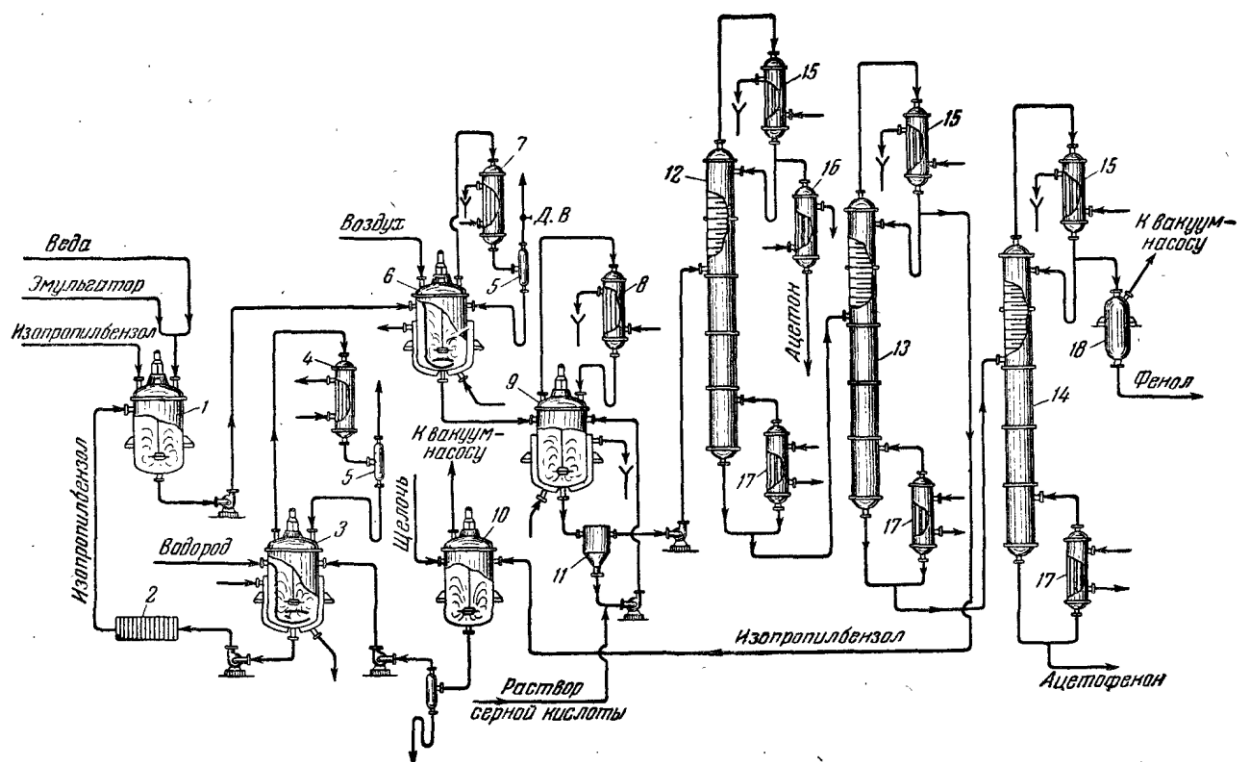 Веда
Эмульгатор
Изопропилбензол
1
Изопропилбензол
2
Водород
3
4
5
Воздух
6
7
Д. В
5
8
9
К вакуум-
насосу
Щелочь
10
11
Раствор
серной кислоты
Изопропилбензол
12
15
16
Ацетон
17
13
15
17
14
15
К вакуум-
насосу
18
Фенол
17
Ацетофенон